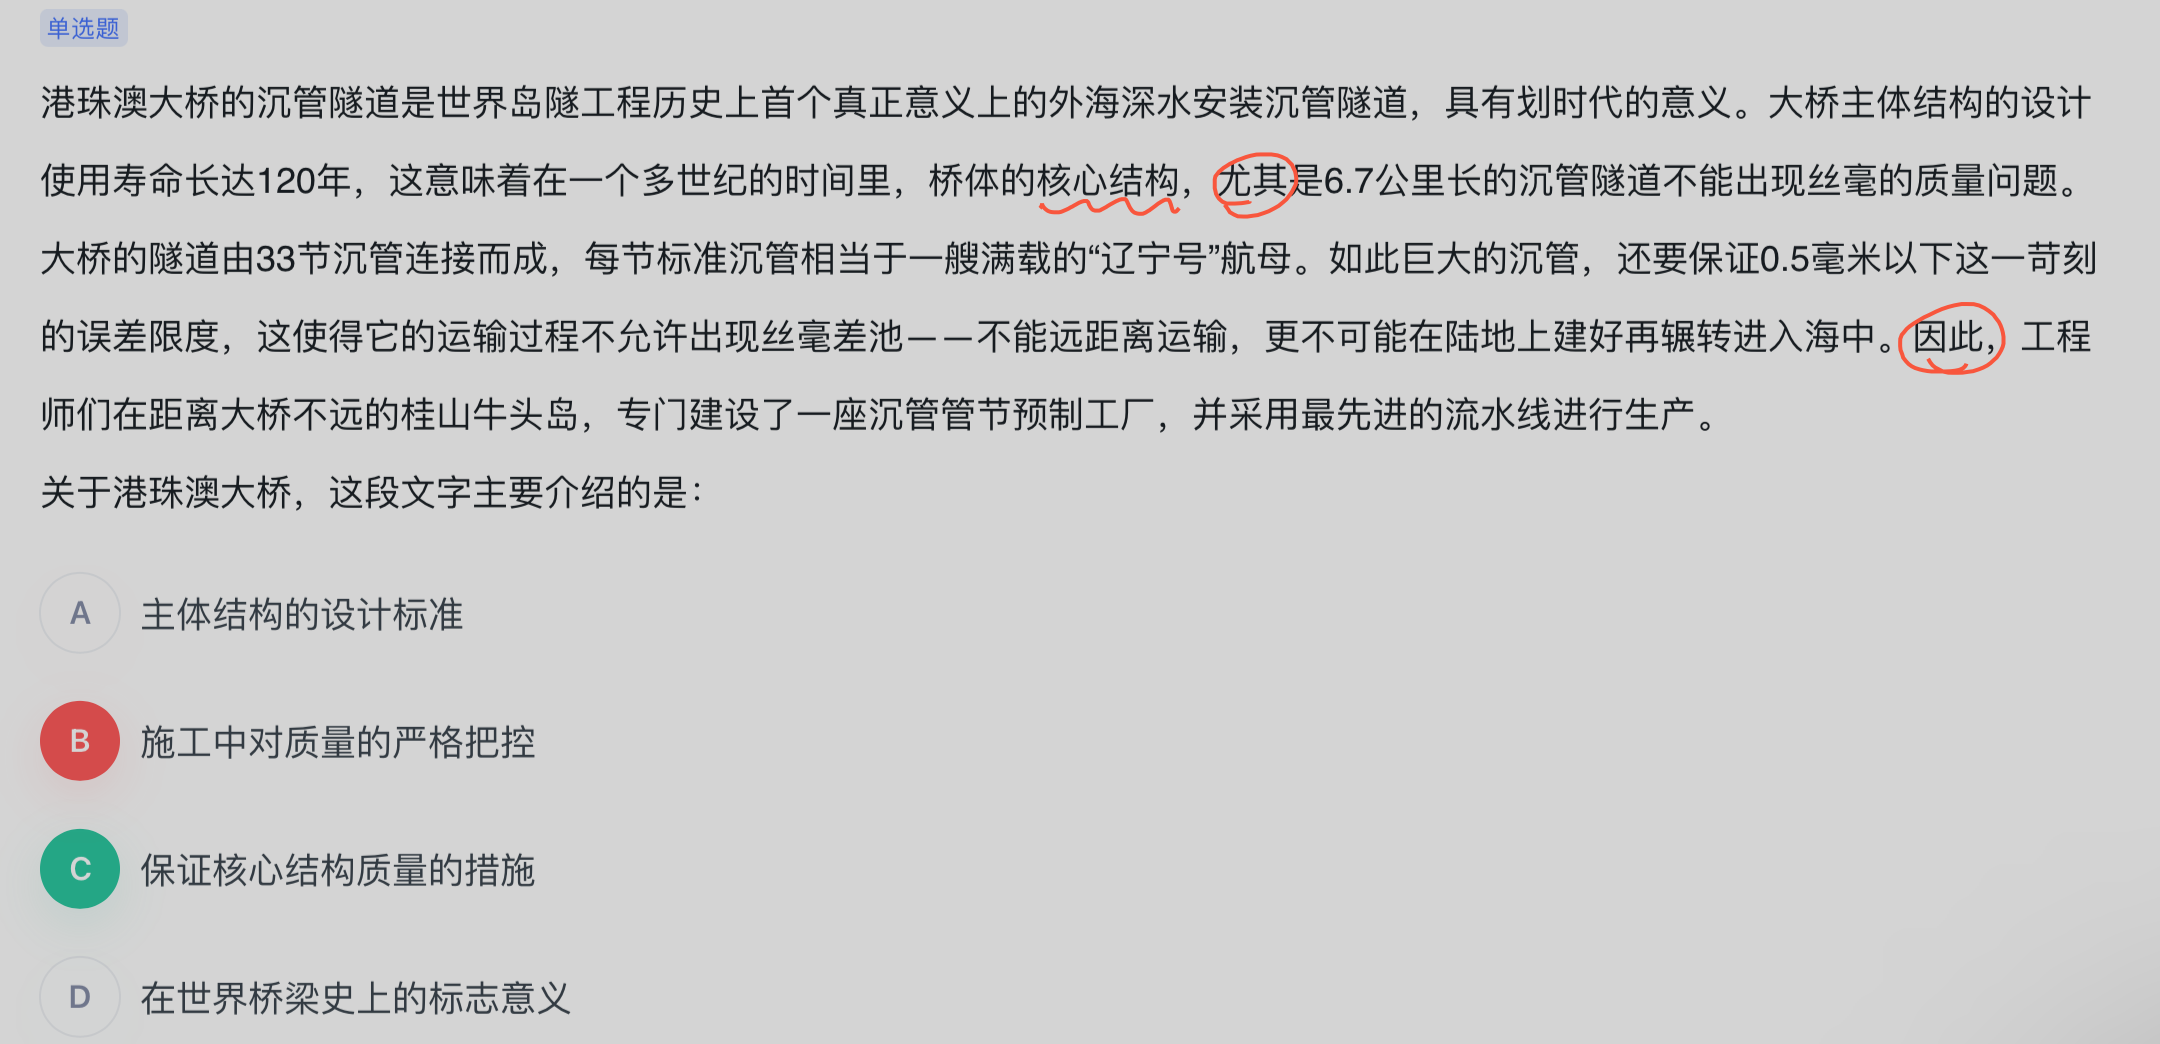 单选题
港珠澳大桥的沉管隧道是世界岛隧工程历史上首个真正意义上的外海深水安装沉管隧道，具有划时代的意义。大桥主体结构的设计
使用寿命长达120年，这意味着在一个多世纪的时间里，桥体的核心结构，尤其是6.7公里长的沉管隧道不能出现丝毫的质量问题。
大桥的隧道由33节沉管连接而成，每节标准沉管相当于一艘满载的“辽宁号”航母。如此巨大的沉管，还要保证0.5毫米以下这一苛刻
的误差限度，这使得它的运输过程不允许出现丝毫差池——不能远距离运输，更不可能在陆地上建好再辗转进入海中。因此，工程
师们在距离大桥不远的桂山牛头岛，专门建设了一座沉管管节预制工厂，并采用最先进的流水线进行生产。
关于港珠澳大桥，这段文字主要介绍的是：
A 主体结构的设计标准
B 施工中对质量的严格把控
C 保证核心结构质量的措施
D 在世界桥梁史上的标志意义